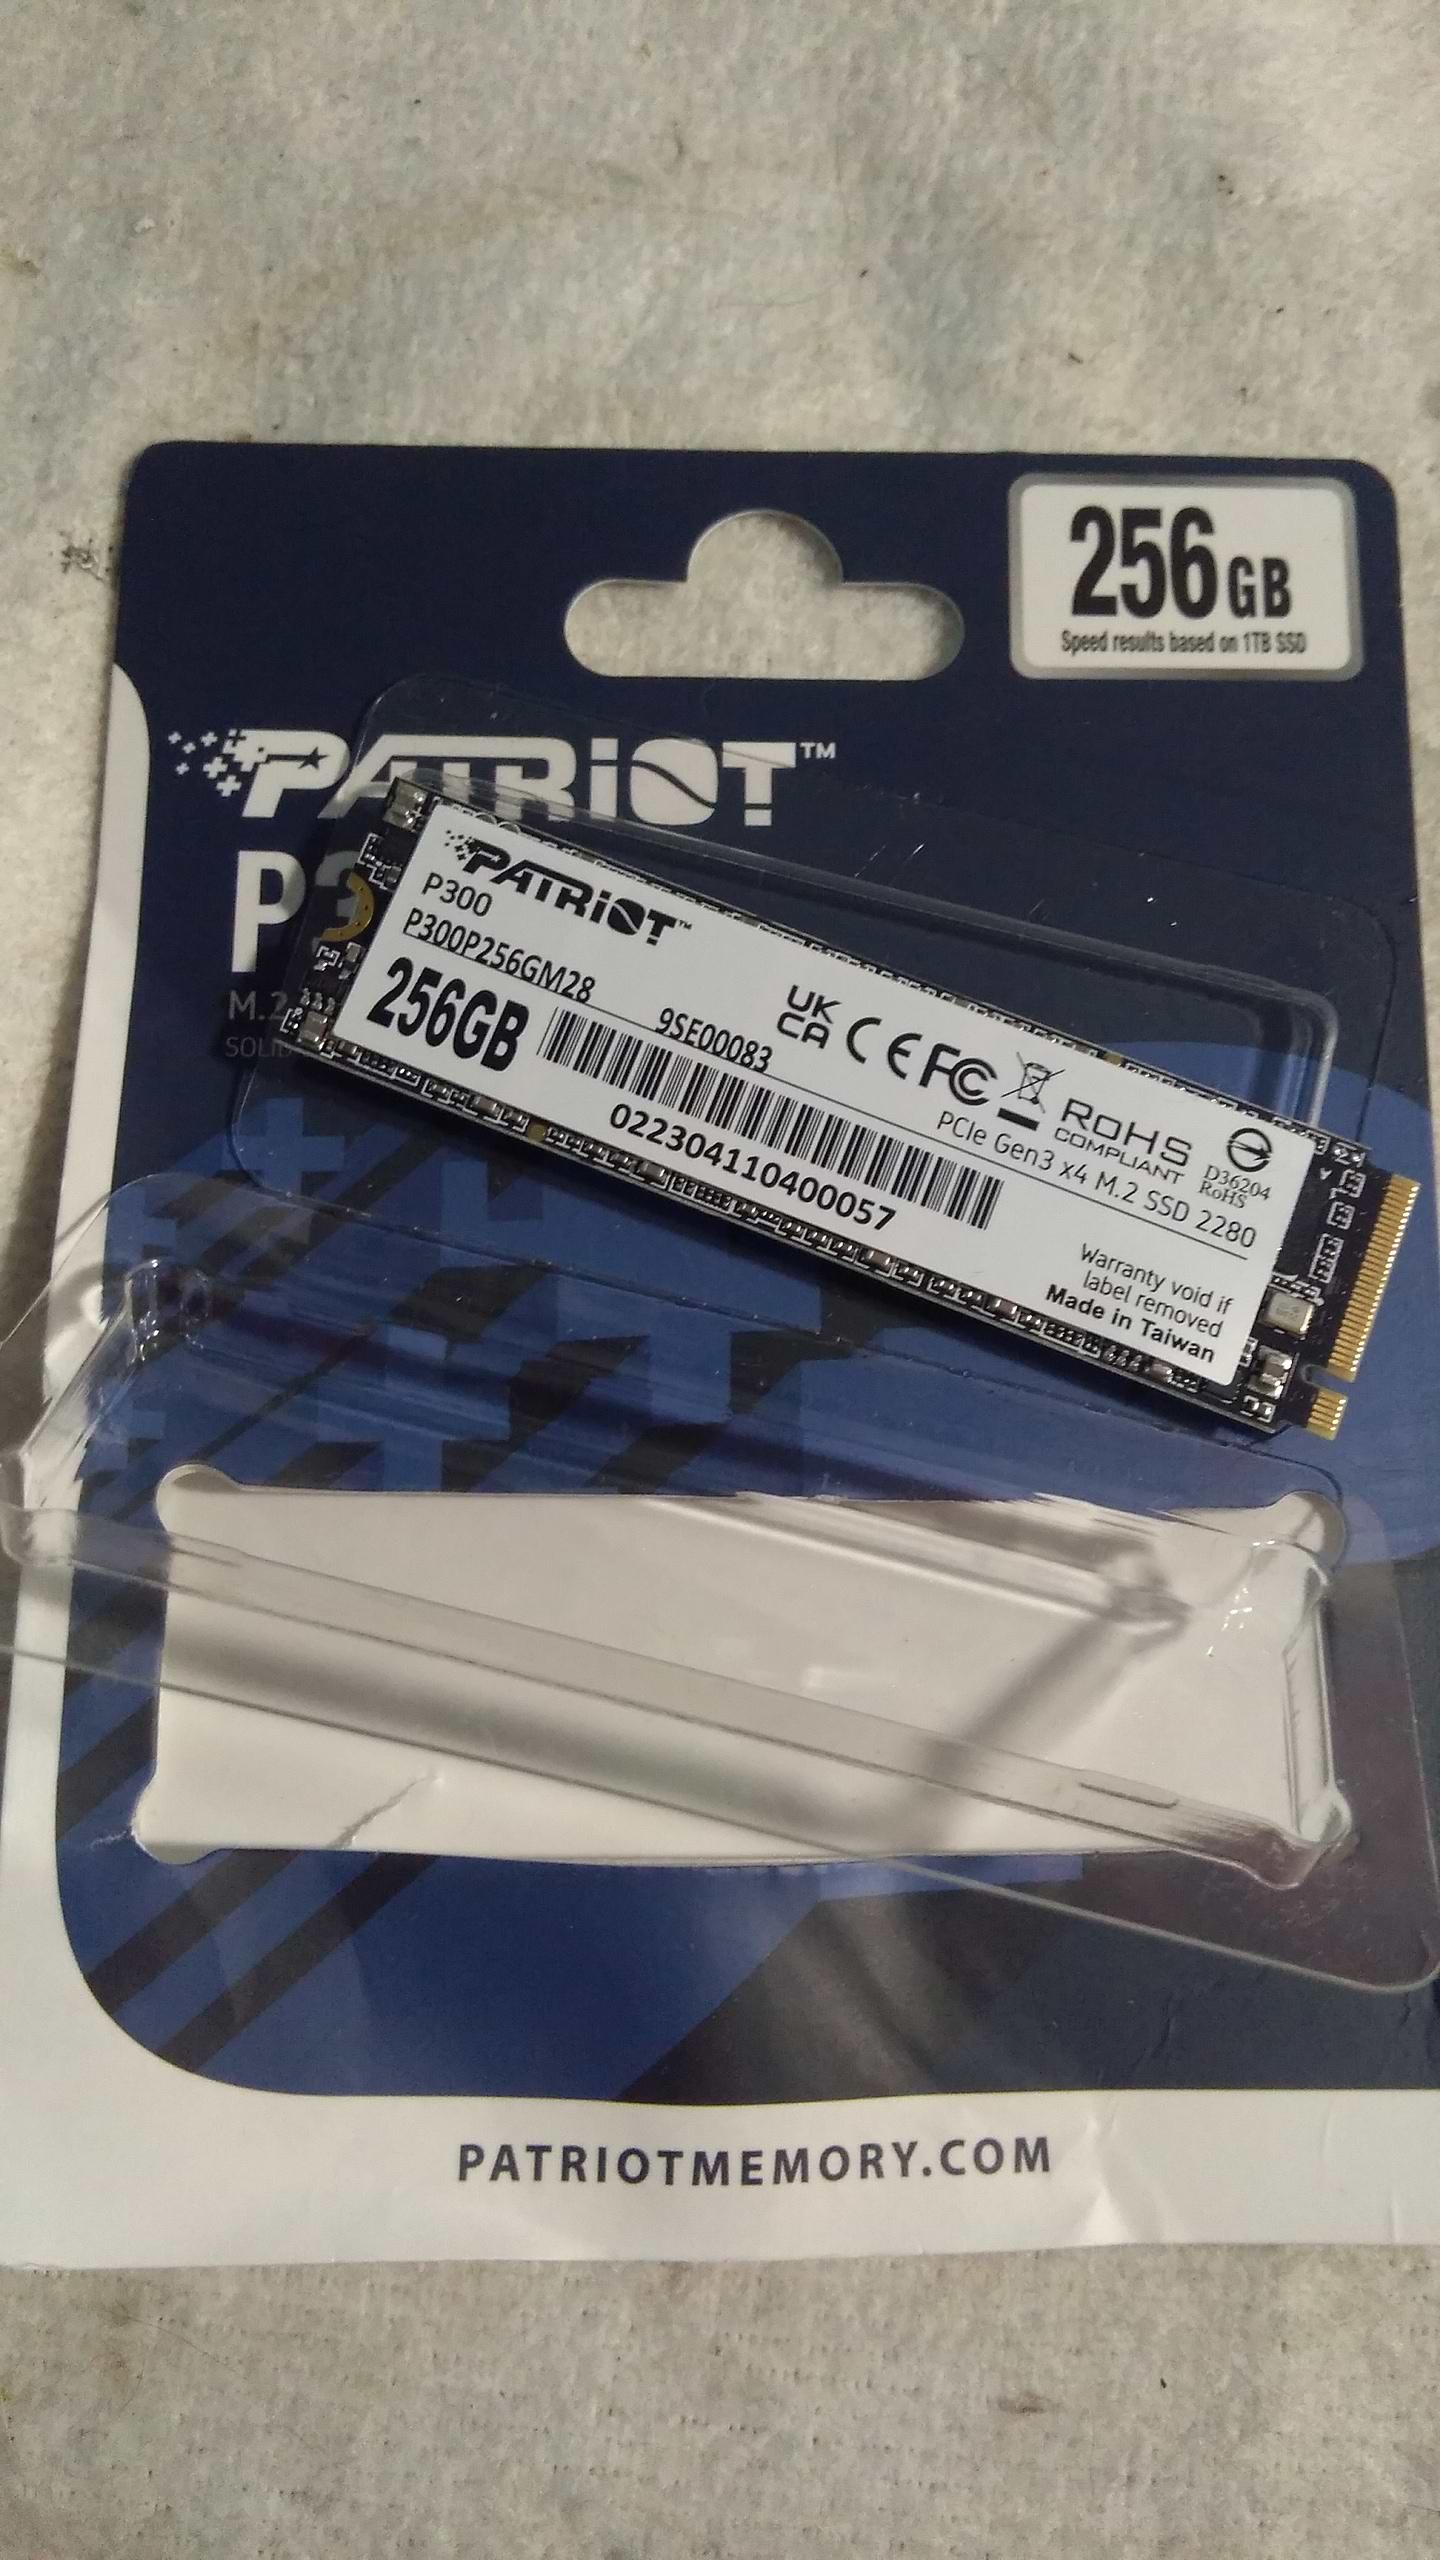 256GB
Speed results based on 1TB SSD
PATRIOT™
P3
M.2
SOLID
PATRIOT™
P300
P300P256GM28
256GB
9SE00083
022304110400057
UK
CA CE FC
RoHS
COMPLIANT
D36204
RoHS
PCIe Gen3 x4 M.2 SSD 2280
Warranty void if
label removed
Made in Taiwan
PATRIOTMEMORY.COM